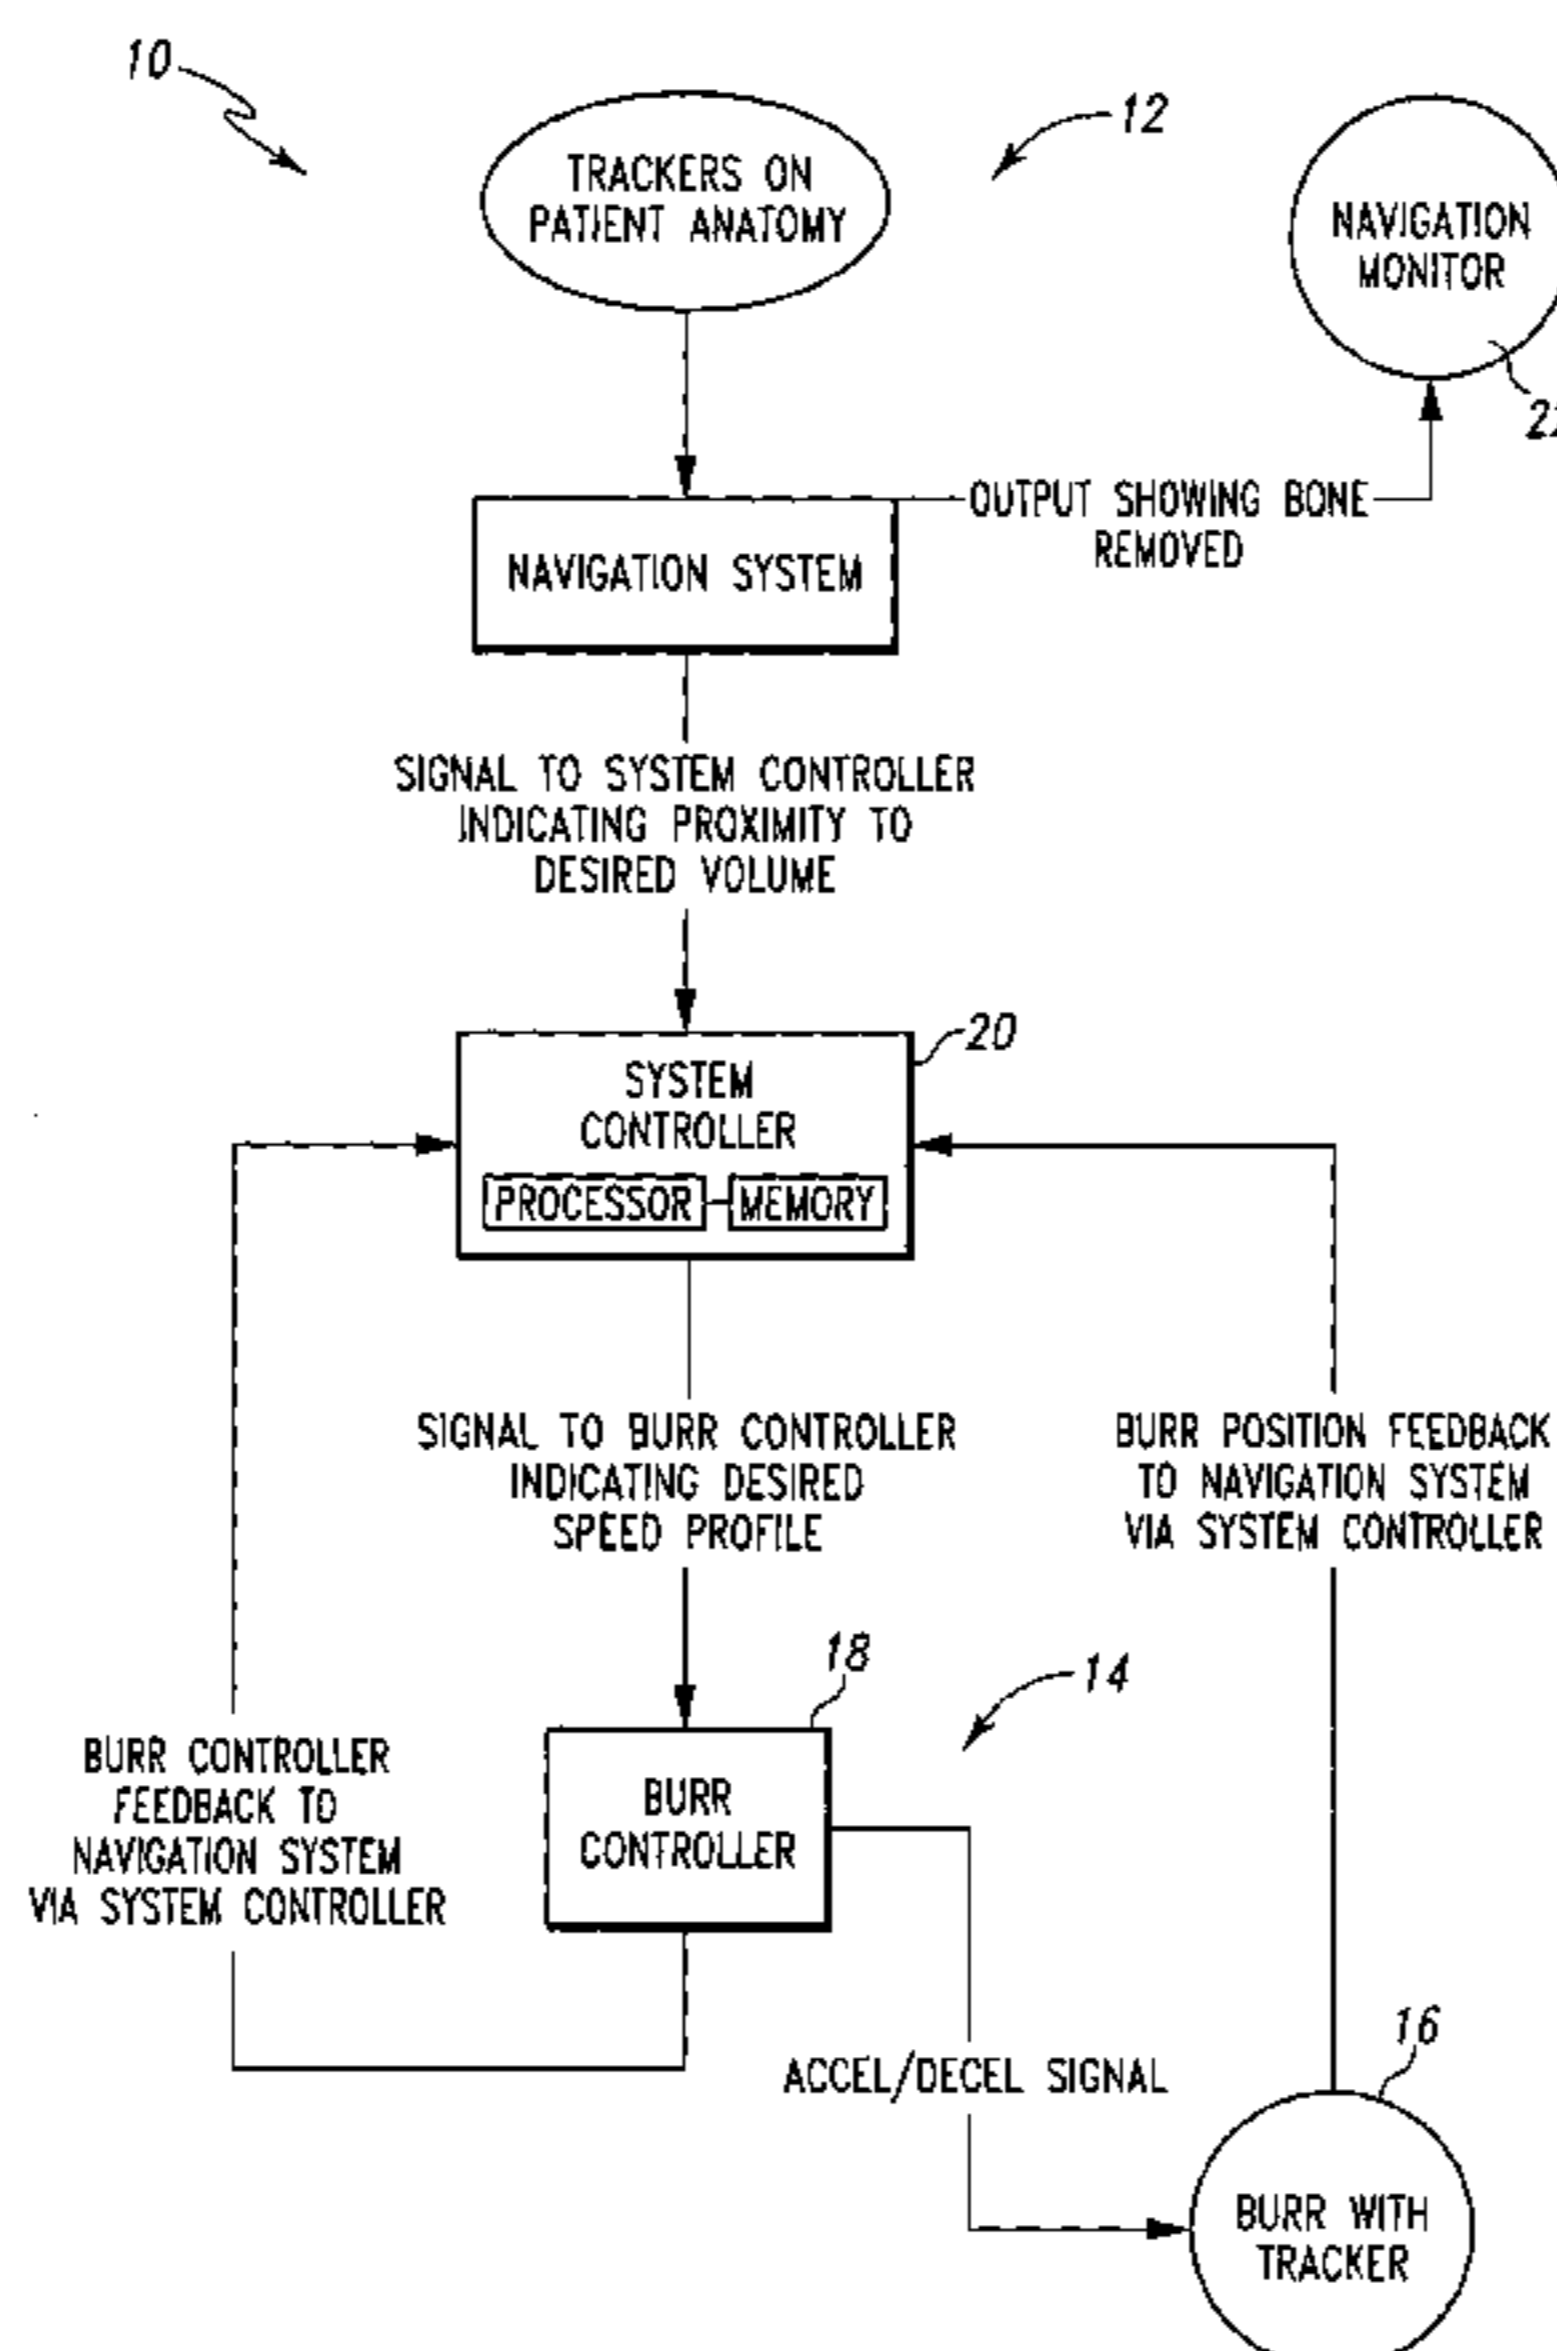 10
12
TRACKERS ON
PATIENT ANATOMY
NAVIGATION
MONITOR
OUTPUT SHOWING BONE
REMOVED
NAVIGATION SYSTEM
SIGNAL TO SYSTEM CONTROLLER
INDICATING PROXIMITY TO
DESIRED VOLUME
20
SYSTEM
CONTROLLER
PROCESSOR
MEMORY
SIGNAL TO BURR CONTROLLER
INDICATING DESIRED
SPEED PROFILE
BURR POSITION FEEDBACK
TO NAVIGATION SYSTEM
VIA SYSTEM CONTROLLER
18
14
BURR CONTROLLER
FEEDBACK TO
NAVIGATION SYSTEM
VIA SYSTEM CONTROLLER
BURR
CONTROLLER
16
ACCEL/DECEL SIGNAL
BURR WITH
TRACKER